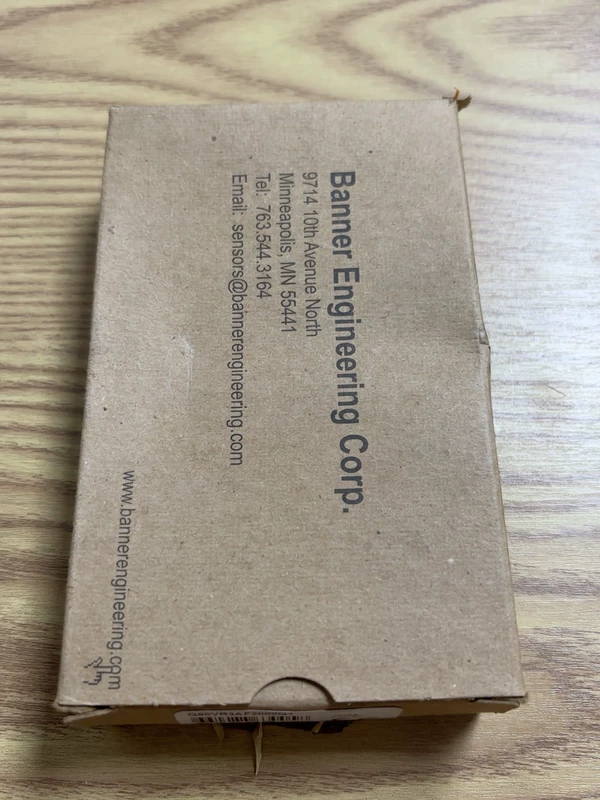 Banner Engineering Corp.
9714 10th Avenue North
Minneapolis, MN 55441
Tel: 763.544.3164
Email: sensors@bannerengineering.com
www.bannerengineering.com